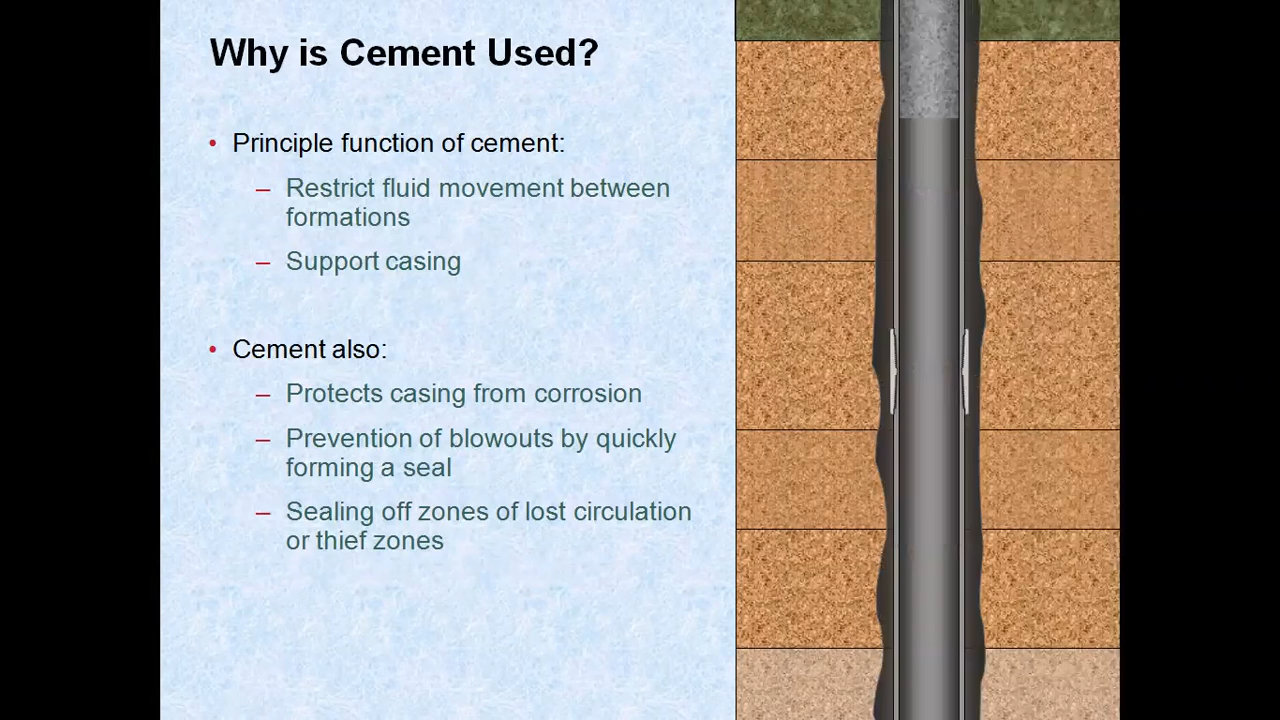 Why is Cement Used?
• Principle function of cement:
– Restrict fluid movement between
formations
– Support casing
• Cement also:
– Protects casing from corrosion
– Prevention of blowouts by quickly
forming a seal
– Sealing off zones of lost circulation
or thief zones